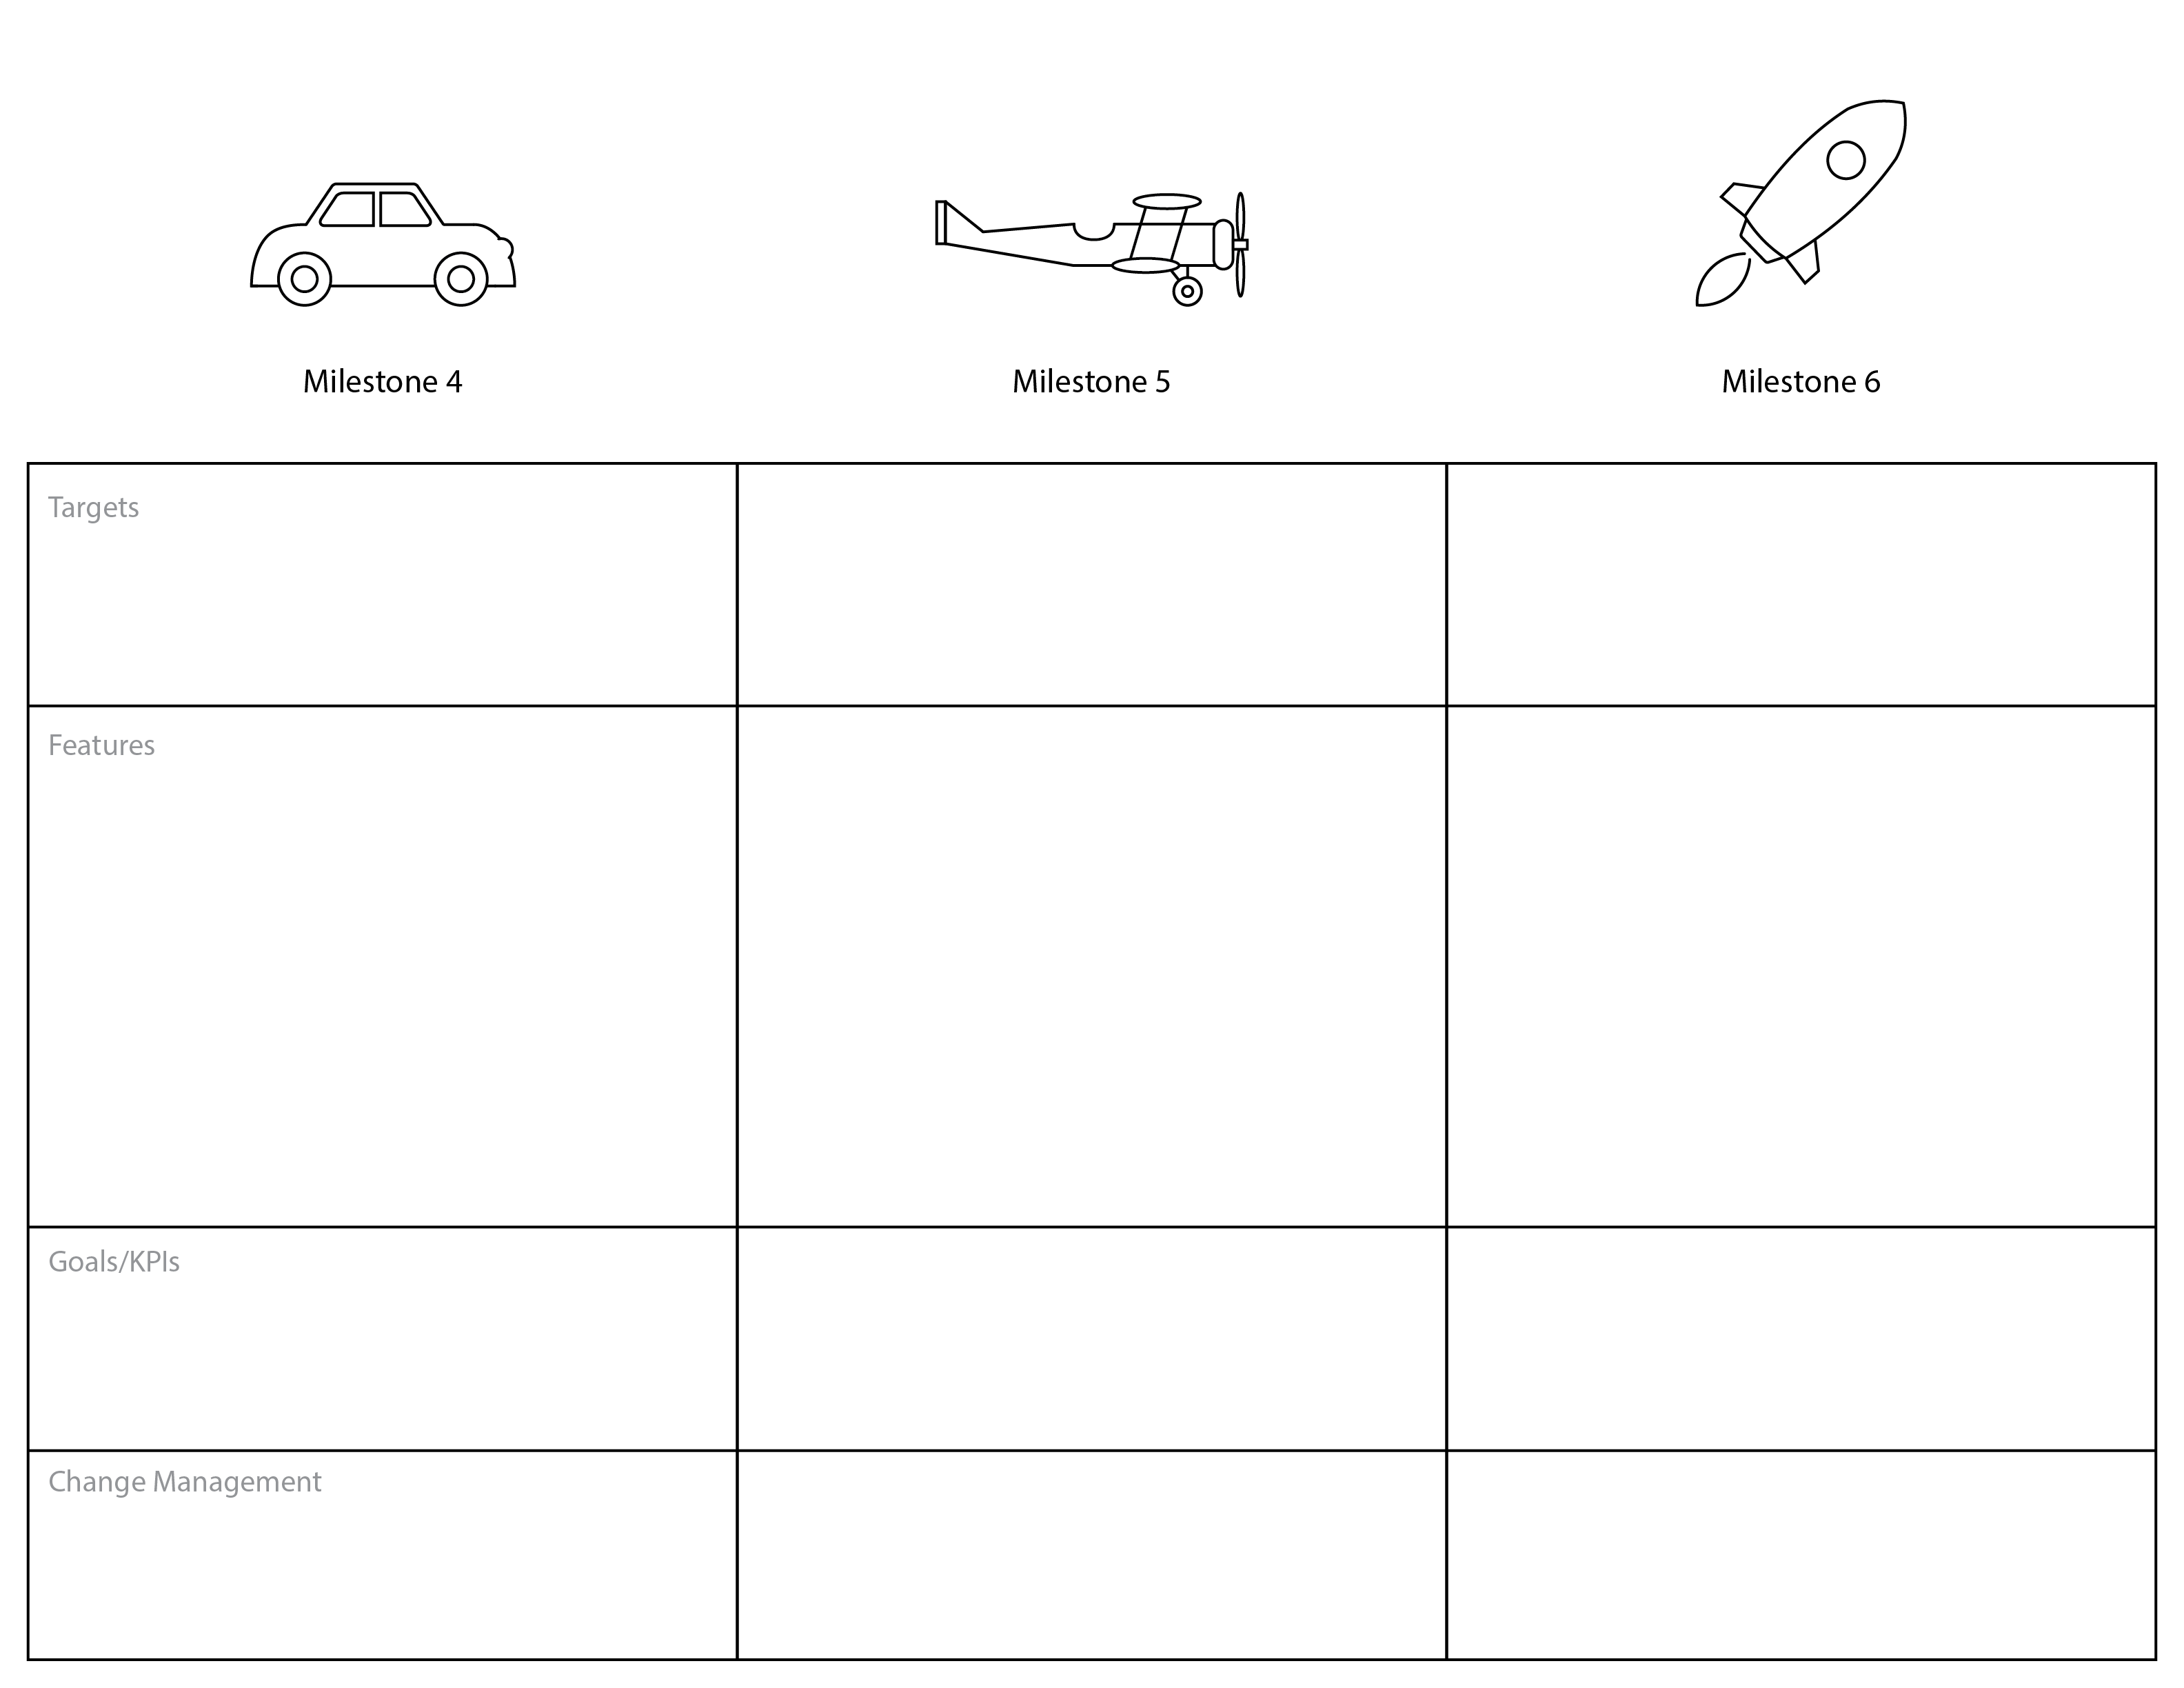 Milestone 4
Milestone 5
Milestone 6
Targets
Features
Goals/KPIs
Change Management